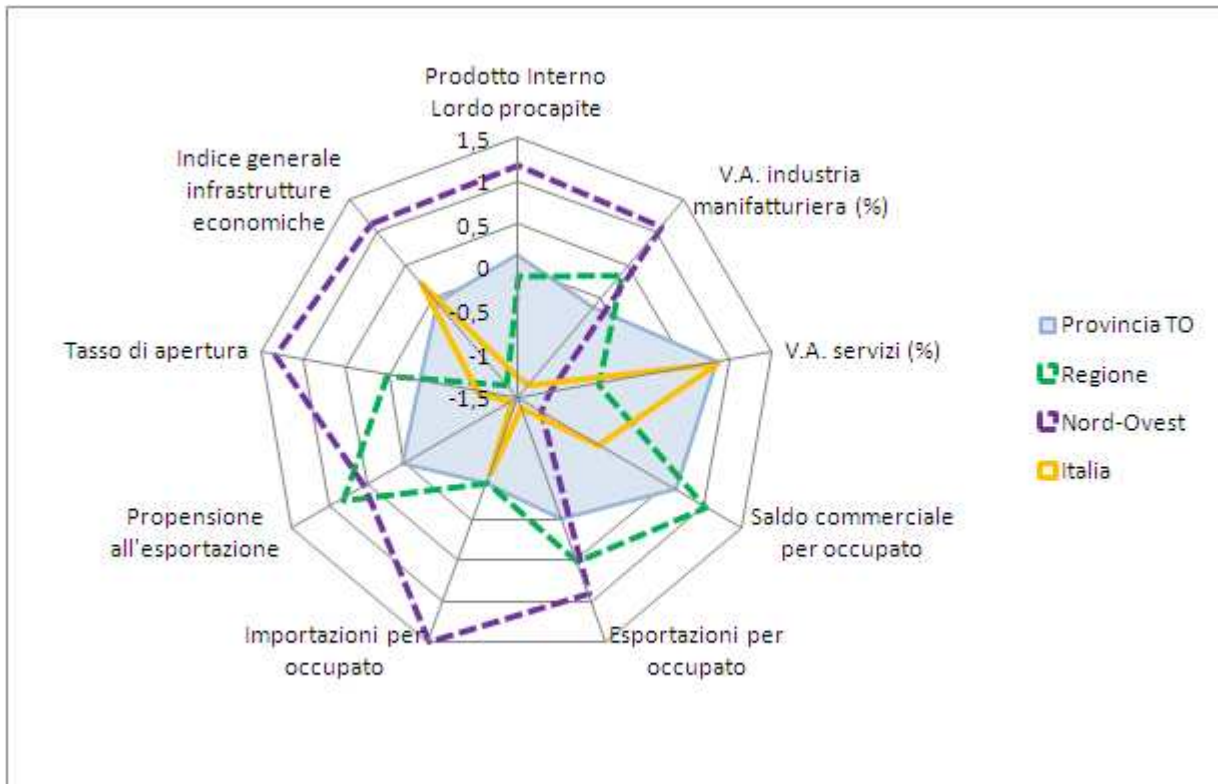 Prodotto Interno
Lordo procapite
V.A. industria
manifatturiera (%)
V.A. servizi (%)
Saldo commerciale
per occupato
Esportazioni per
occupato
Importazioni per
occupato
Propensione
all'esportazione
Tasso di apertura
Indice generale
infrastrutture
economiche
1,5
1
0,5
0
-0,5
-1
-1,5
Provincia TO
Regione
Nord-Ovest
Italia